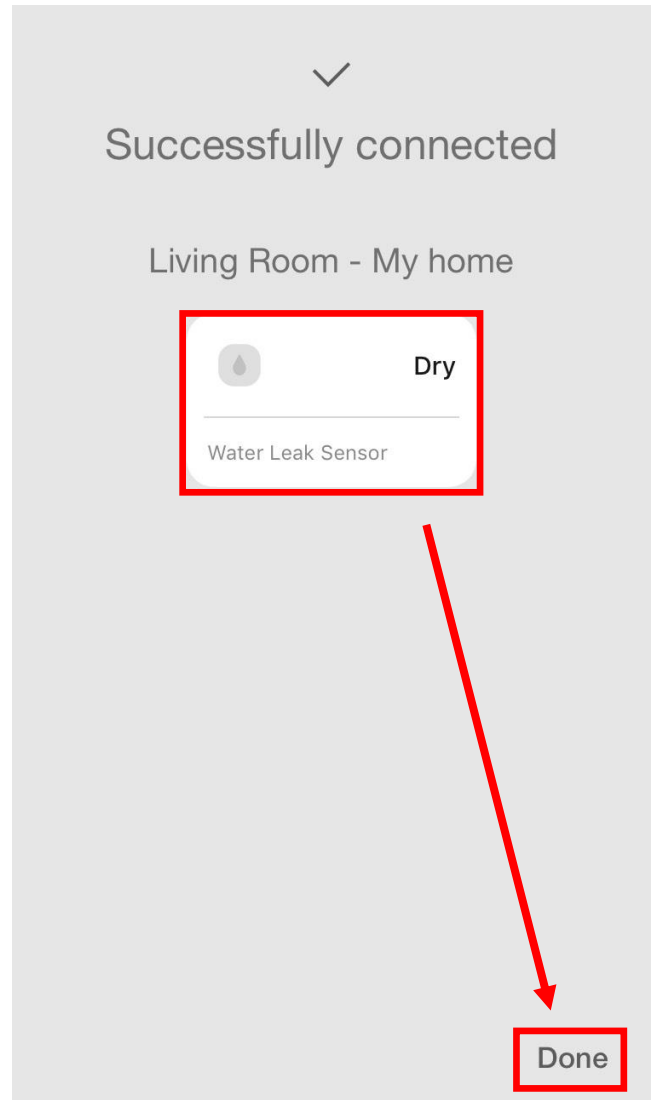 Successfully connected
Living Room - My home
Dry
Water Leak Sensor
Done